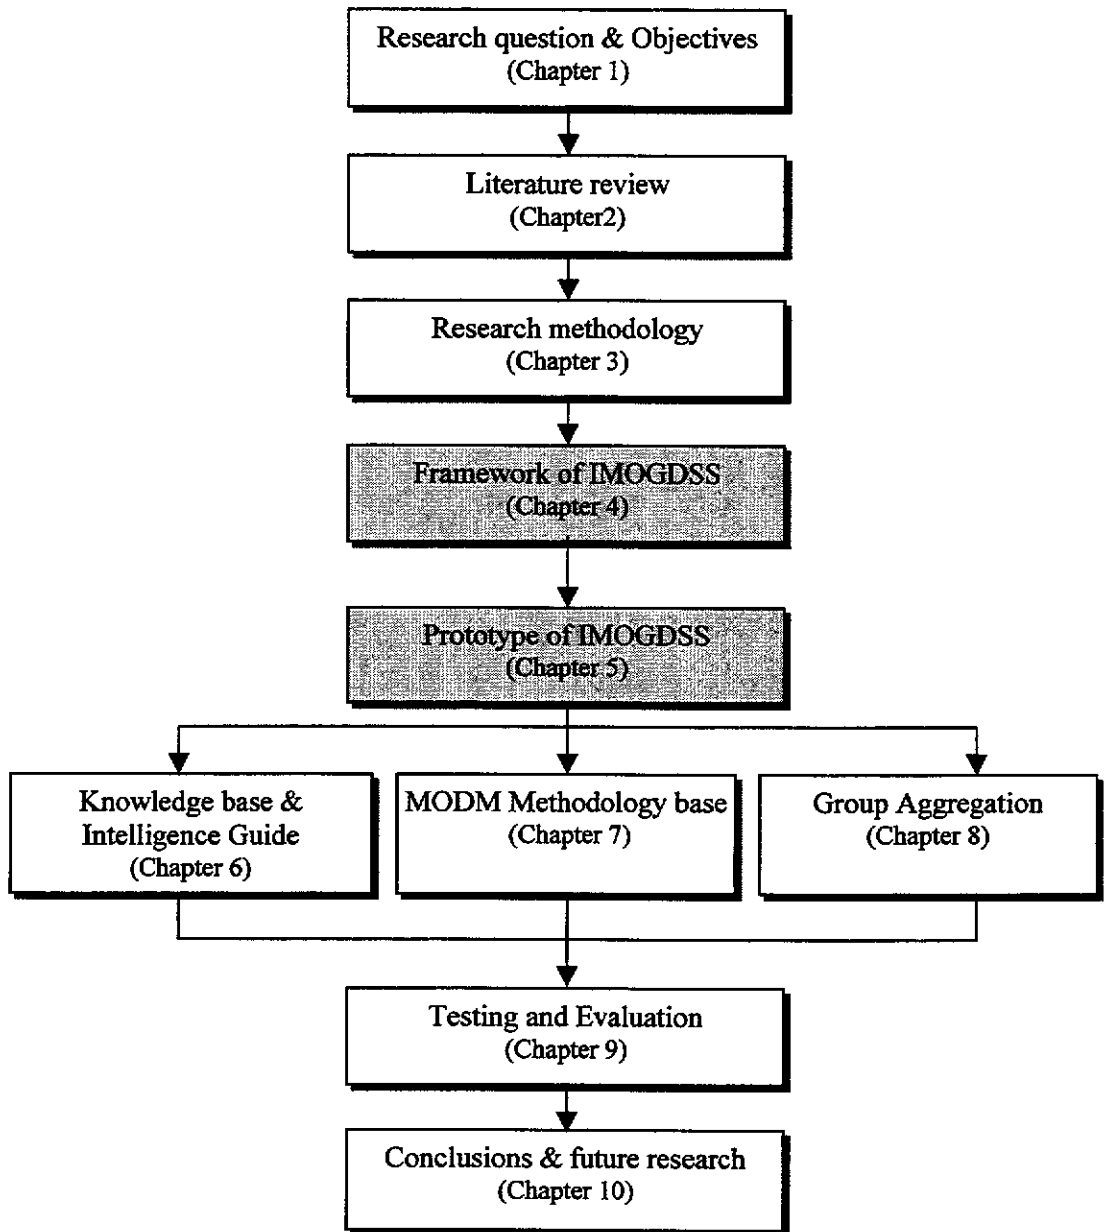 Research question & Objectives
(Chapter 1)
Literature review
(Chapter2)
Research methodology
(Chapter 3)
Framework of IMOGDSS
(Chapter 4)
Prototype of IMOGDSS
(Chapter 5)
Knowledge base &
Intelligence Guide
(Chapter 6)
MODM Methodology base
(Chapter 7)
Group Aggregation
(Chapter 8)
Testing and Evaluation
(Chapter 9)
Conclusions & future research
(Chapter 10)